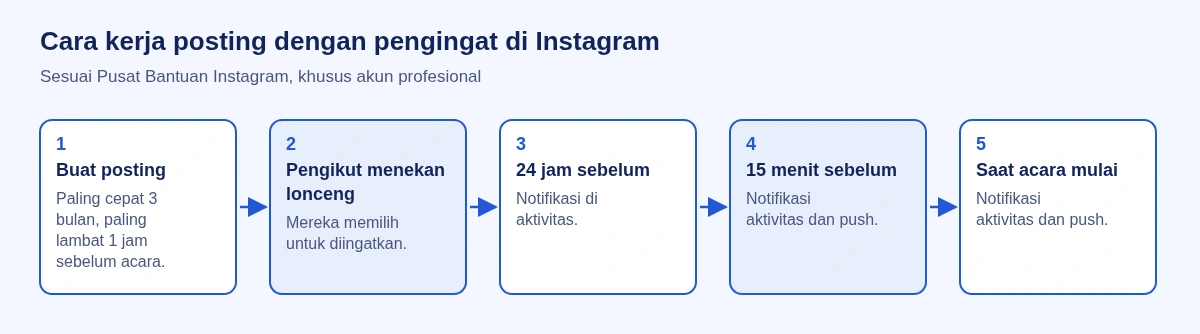 Cara kerja posting dengan pengingat di Instagram
Sesuai Pusat Bantuan Instagram, khusus akun profesional
1
Buat posting
Paling cepat 3
bulan, paling
lambat 1 jam
sebelum acara.
2
Pengikut menekan
lonceng
Mereka memilih
untuk diingatkan.
3
24 jam sebelum
Notifikasi di
aktivitas.
4
15 menit sebelum
Notifikasi
aktivitas dan push.
5
Saat acara mulai
Notifikasi
aktivitas dan push.